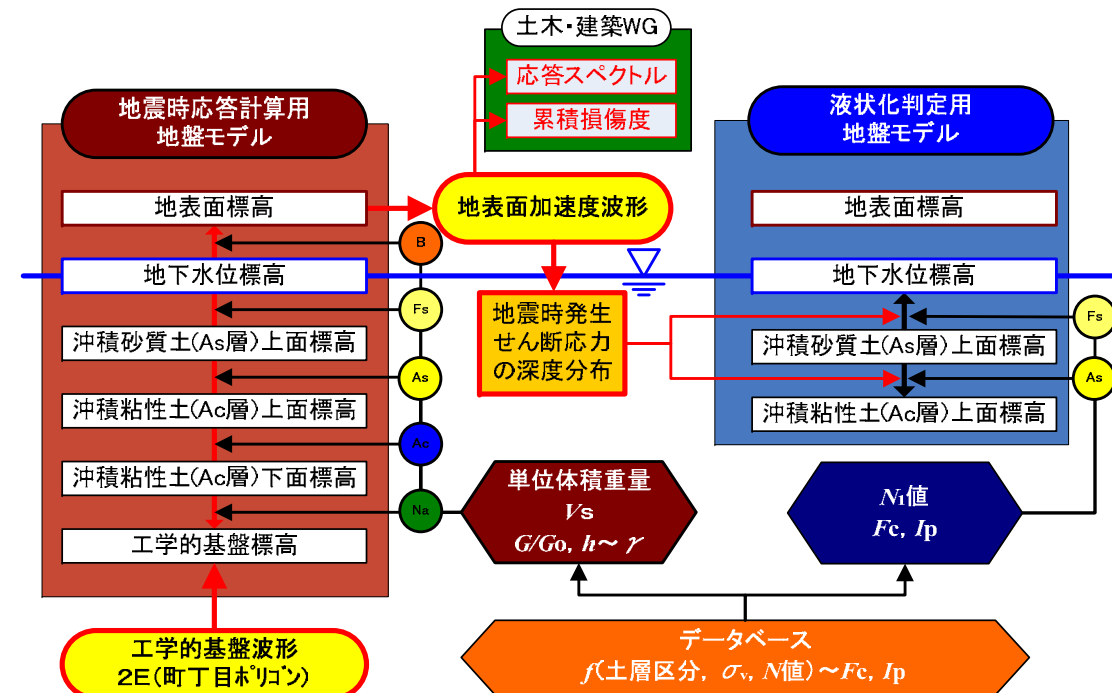 土木・建築WG
応答スペクトル
累積損傷度
地震時応答計算用
地盤モデル
地表面標高
地下水位標高
沖積砂質土(As層)上面標高
沖積粘性土(Ac層)上面標高
沖積粘性土(Ac層)下面標高
工学的基盤標高
工学的基盤波形
2E(町丁目ﾎﾟﾘｺﾞﾝ)
地表面加速度波形
B
Fs
As
Ac
Na
地震時発生
せん断応力
の深度分布
単位体積重量
Vs
G/Go, h～γ
液状化判定用
地盤モデル
地表面標高
地下水位標高
沖積砂質土(As層)上面標高
沖積粘性土(Ac層)上面標高
Fs
As
N1値
Fc, Ip
データベース
f(土層区分, σv, N値)～Fc, Ip